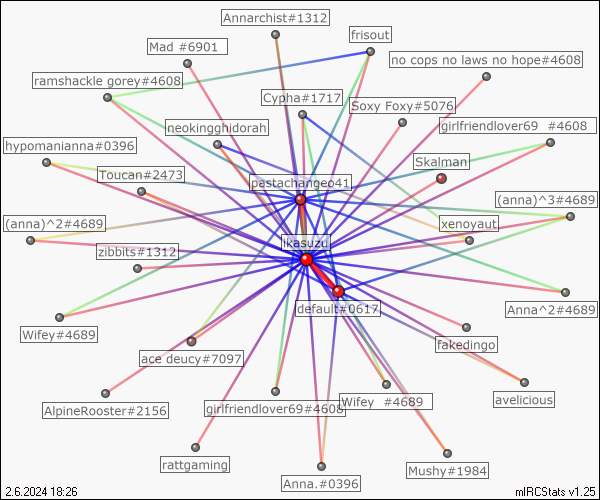 Annarchist#1312
frisout
Mad #6901
no cops no laws no hope#4608
ramshackle gorey#4608
Cypha#1717
Soxy Foxy#5076
neokingghidorah
girlfriendlover69 #4608
hypomanianna#0396
Skalman
Toucan#2473
pastachangeo41
(anna)^3#4689
(anna)^2#4689
xenoyaut
likasuzu
zibbits#1312
default#0617
Anna^2#4689
Wifey#4689
fakedingo
ace deucy#7097
avelicious
AlpineRooster#2156
girlfriendlover69#4608
Wifey #4689
rattgaming
Mushy#1984
Anna.#0396
2.6.2024 18:26
mIRCStats v1.25